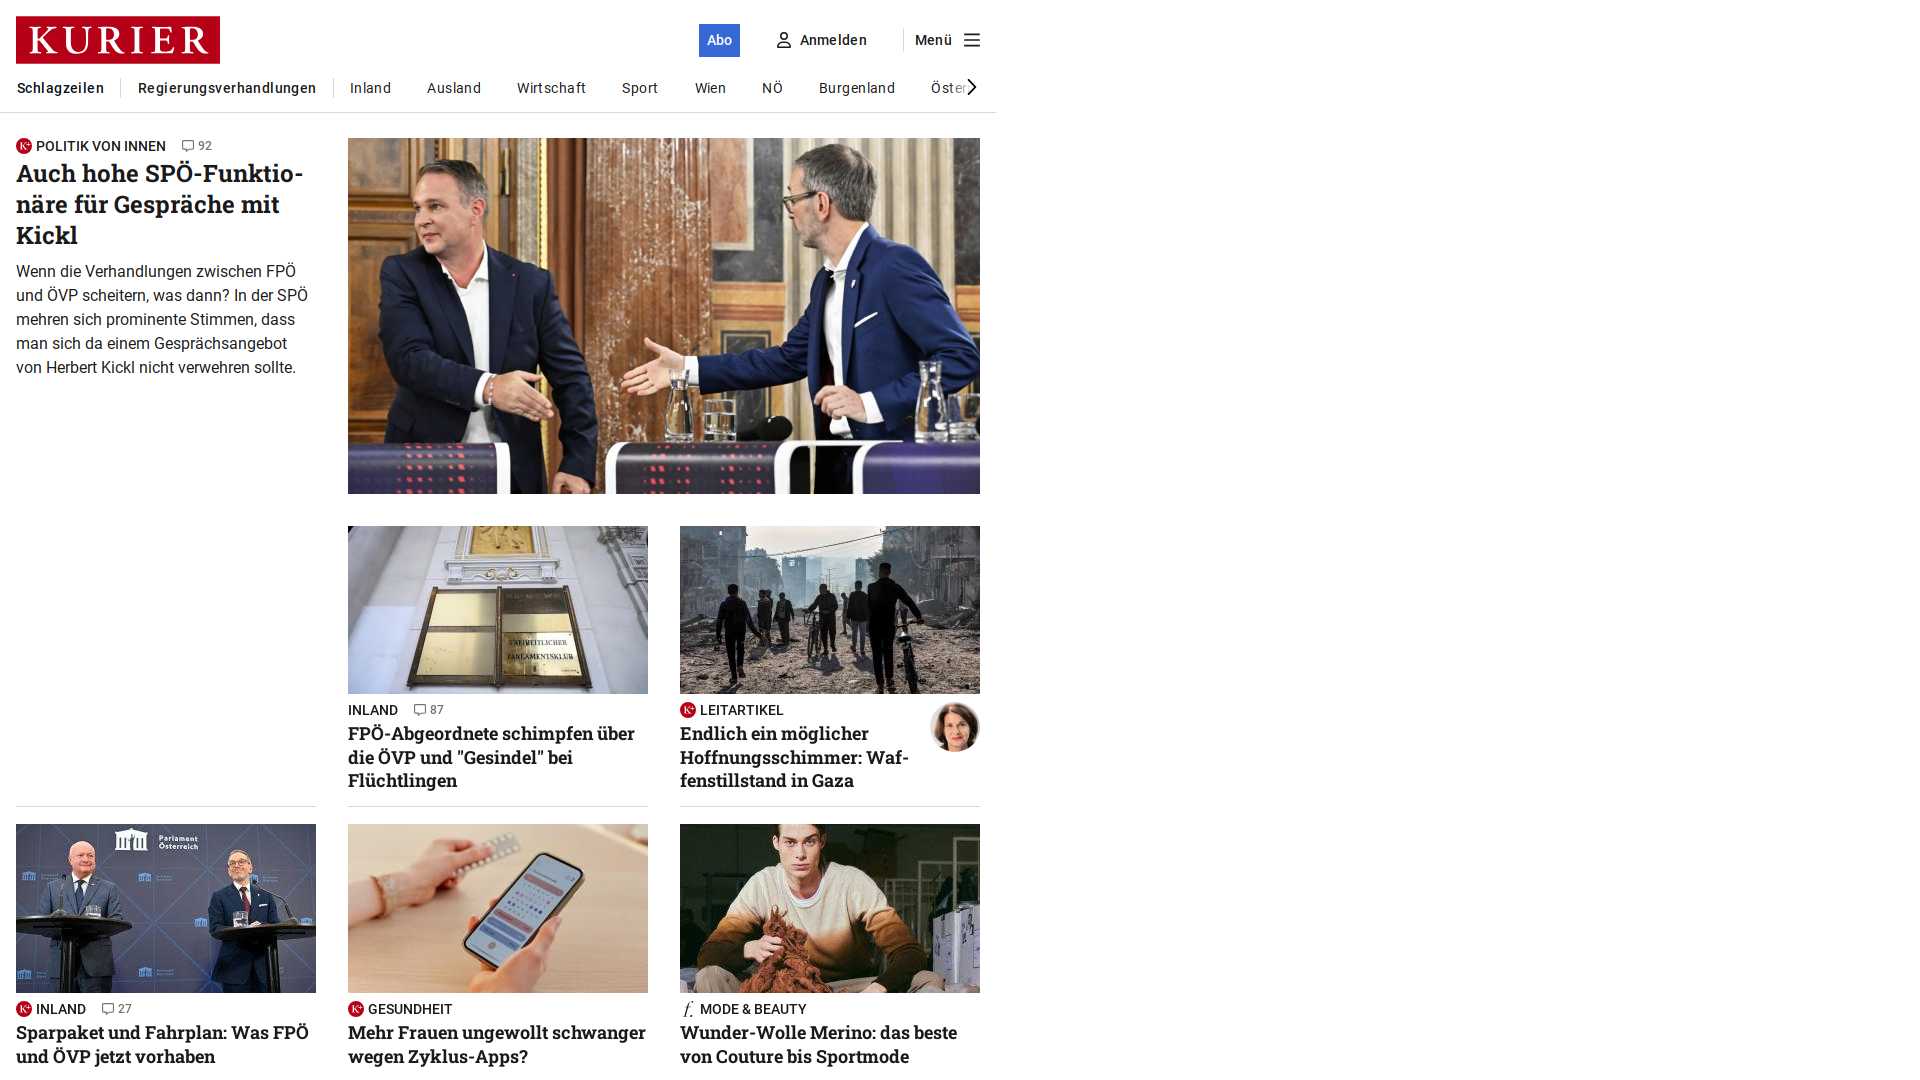 KURIER
Abo
Anmelden
Menü
Schlagzeilen
Regierungsverhandlungen
Inland
Ausland
Wirtschaft
Sport
Wien
NÖ
Burgenland
Öster
POLITIK VON INNEN 92
Auch hohe SPÖ-Funktio-
näre für Gespräche mit
Kickl
Wenn die Verhandlungen zwischen FPÖ
und ÖVP scheitern, was dann? In der SPÖ
mehren sich prominente Stimmen, dass
man sich da einem Gesprächsangebot
von Herbert Kickl nicht verwehren sollte.
FREIHEITLICHER
PARLAMENTSKLUB
INLAND 87
FPÖ-Abgeordnete schimpfen über
die ÖVP und "Gesindel" bei
Flüchtlingen
LEITARTIKEL
Endlich ein möglicher
Hoffnungsschimmer: Waf-
fenstillstand in Gaza
Parlament
Österreich
INLAND 27
Sparpaket und Fahrplan: Was FPÖ
und ÖVP jetzt vorhaben
GESUNDHEIT
Mehr Frauen ungewollt schwanger
wegen Zyklus-Apps?
MODE & BEAUTY
Wunder-Wolle Merino: das beste
von Couture bis Sportmode